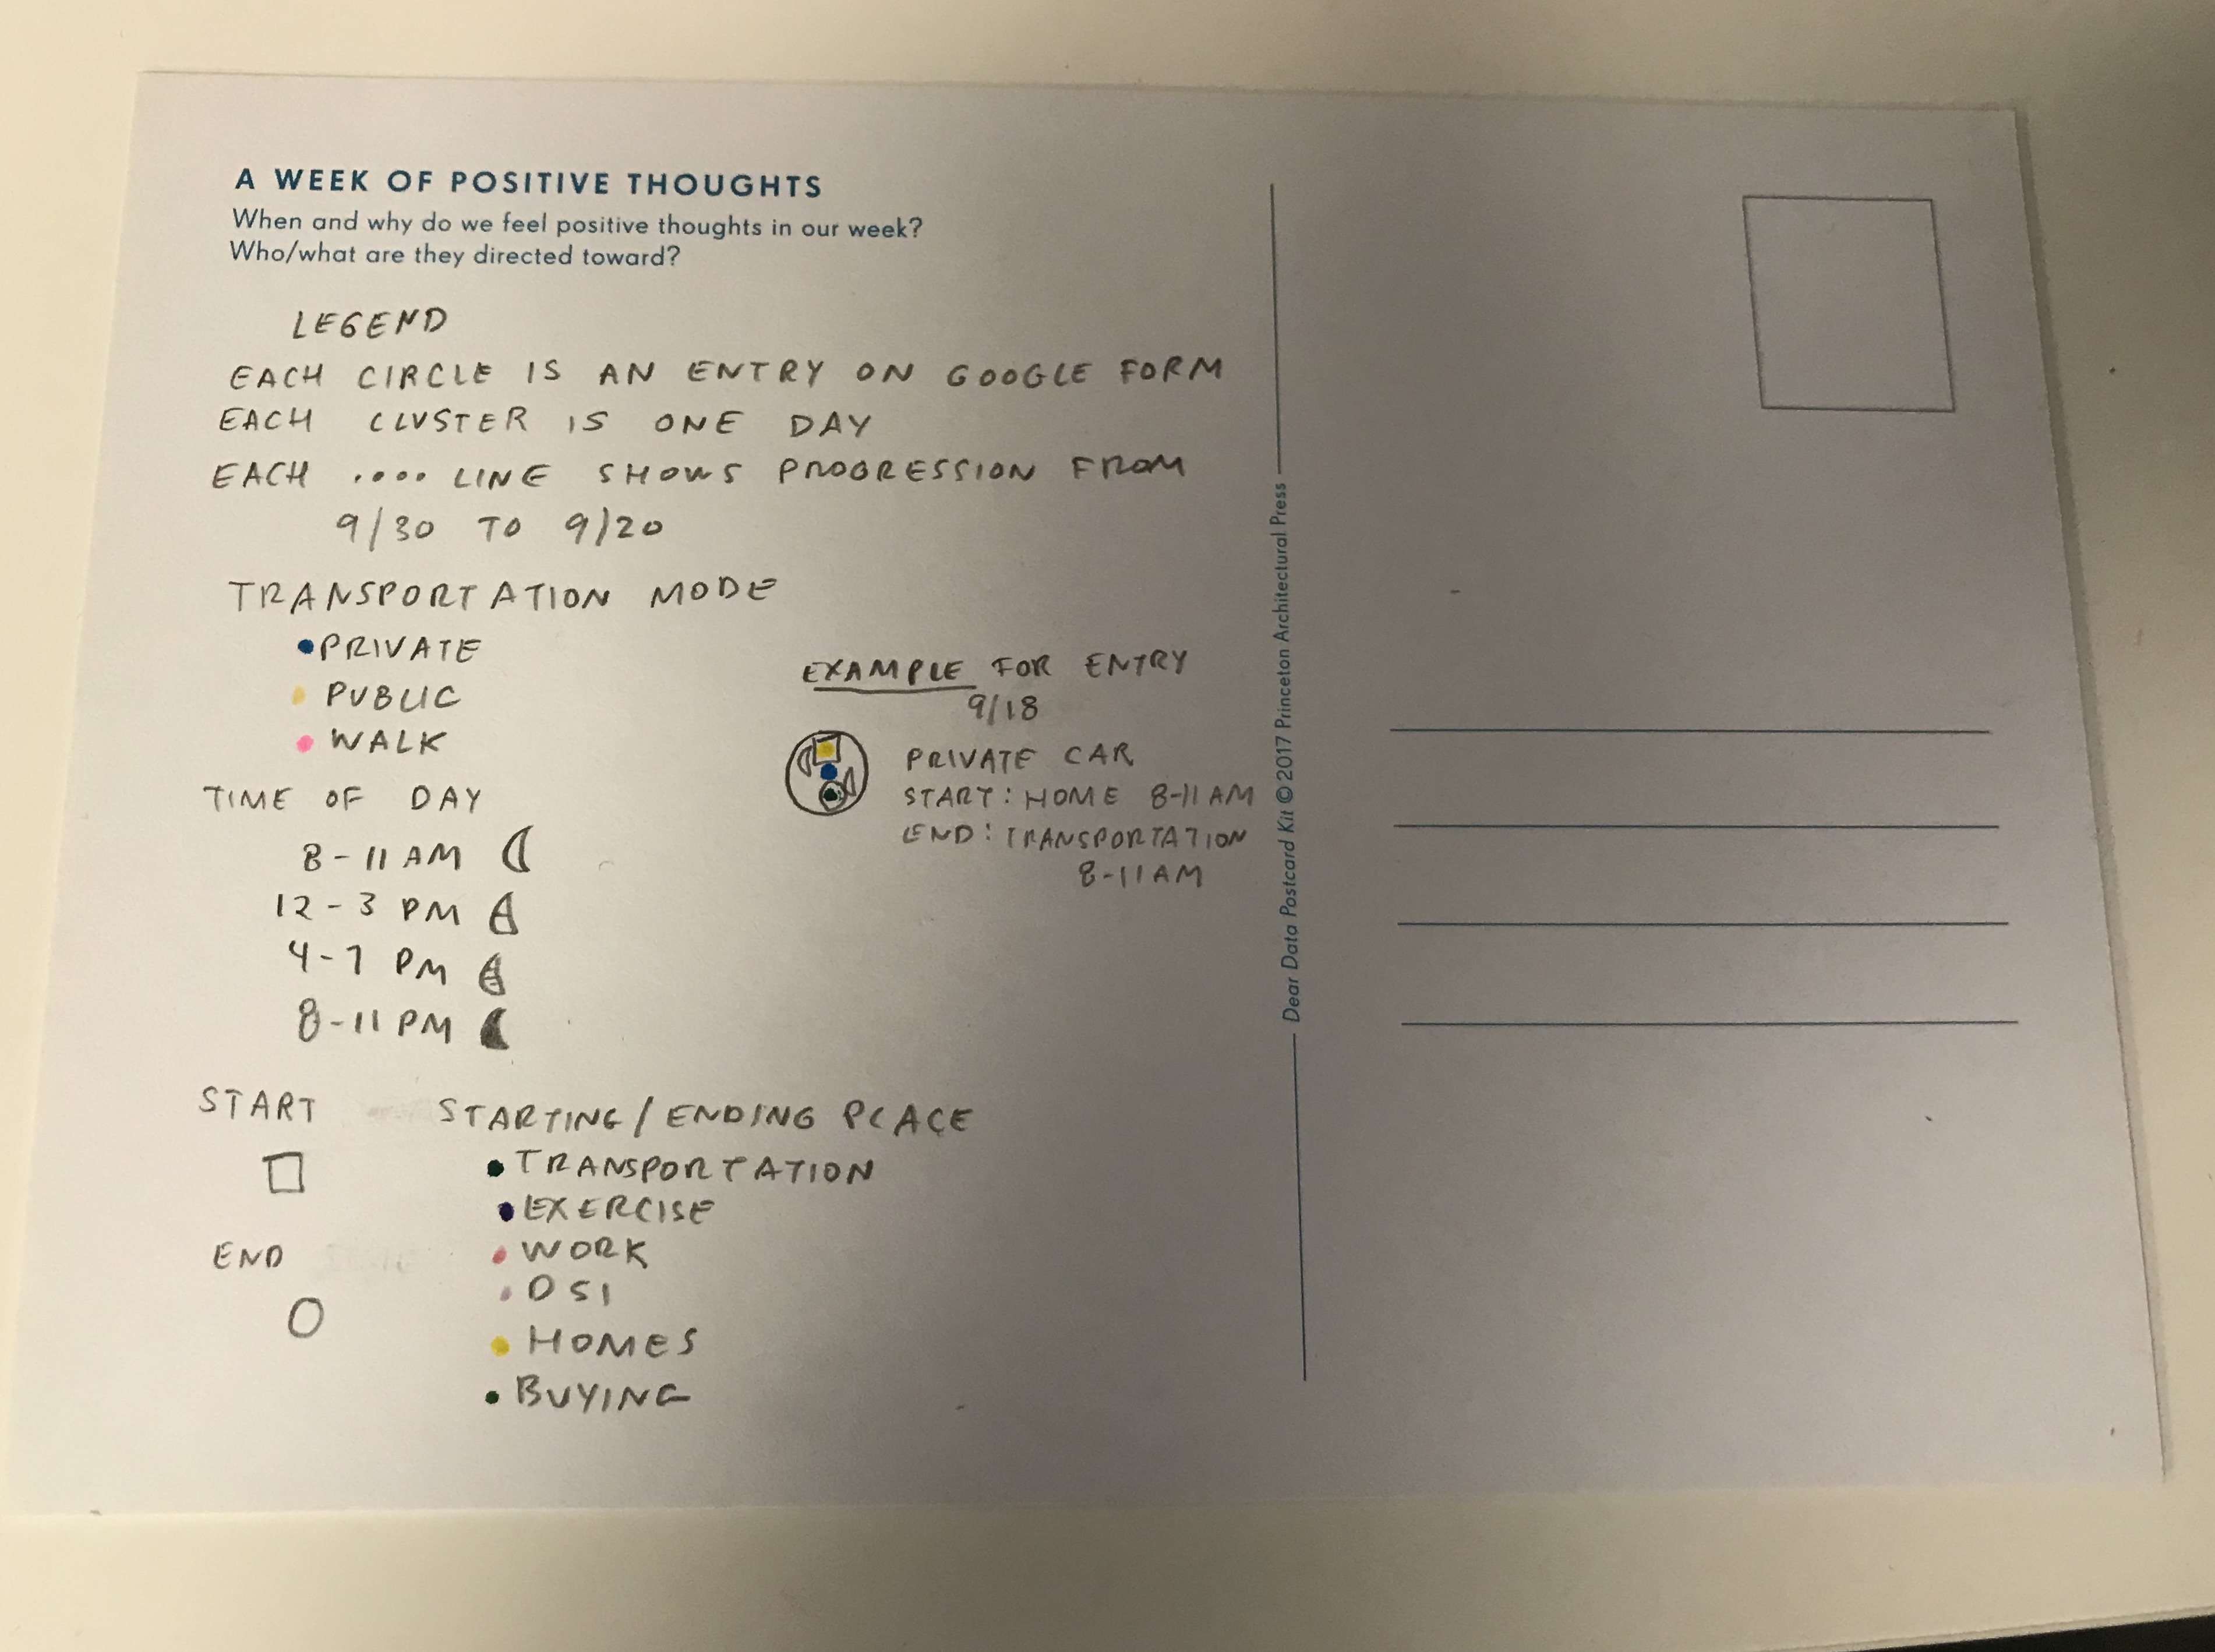 A WEEK OF POSITIVE THOUGHTS
When and why do we feel positive thoughts in our week?
Who/what are they directed toward?
LEGEND
EACH CIRCLE IS AN ENTRY ON GOOGLE FORM
EACH CLUSTER IS ONE DAY
EACH .... LINE SHOWS PROGRESSION FROM
9/30 TO 9/20
TRANSPORTATION MODE
PRIVATE
PUBLIC
WALK
TIME OF DAY
8-11 AM
12-3 PM
4-7 PM
8-11 PM
START
END
STARTING/ENDING PLACE
TRANSPORTATION
EXERCISE
WORK
DSI
HOMES
BUYING
EXAMPLE FOR ENTRY
9/18
PRIVATE CAR
START: HOME 8-11 AM
END: TRANSPORTATION
8-11 AM
Dear Data Postcard Kit © 2017 Princeton Architectural Press